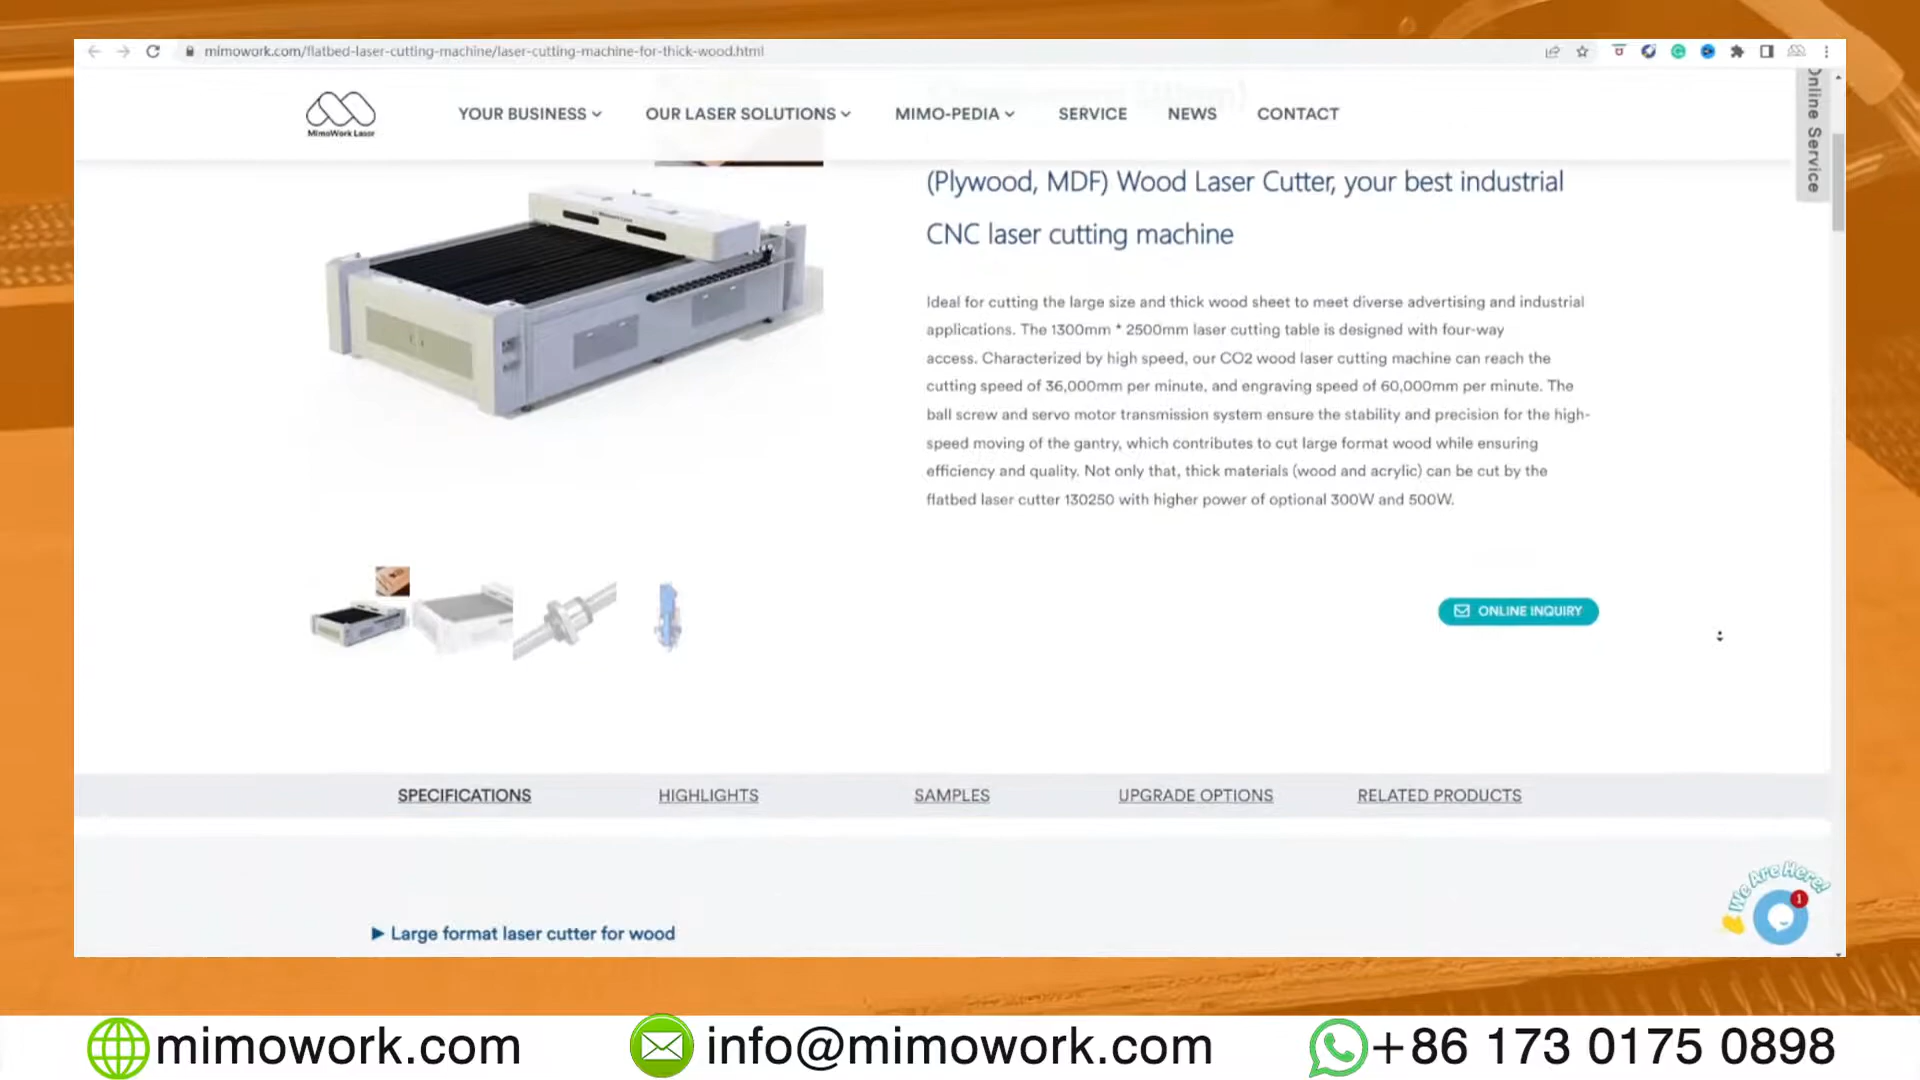 mimowork.com/flatbed-laser-cutting-machine/laser-cutting-machine-for-thick-wood.html
MimoWork Laser
YOUR BUSINESS
OUR LASER SOLUTIONS
MIMO-PEDIA
SERVICE
NEWS
CONTACT
Online Service
(Plywood, MDF) Wood Laser Cutter, your best industrial
CNC laser cutting machine
Ideal for cutting the large size and thick wood sheet to meet diverse advertising and industrial
applications. The 1300mm * 2500mm laser cutting table is designed with four-way
access. Characterized by high speed, our CO2 wood laser cutting machine can reach the
cutting speed of 36,000mm per minute, and engraving speed of 60,000mm per minute. The
ball screw and servo motor transmission system ensure the stability and precision for the high-
speed moving of the gantry, which contributes to cut large format wood while ensuring
efficiency and quality. Not only that, thick materials (wood and acrylic) can be cut by the
flatbed laser cutter 130250 with higher power of optional 300W and 500W.
ONLINE INQUIRY
SPECIFICATIONS
HIGHLIGHTS
SAMPLES
UPGRADE OPTIONS
RELATED PRODUCTS
Large format laser cutter for wood
We Are Here!
1
mimowork.com
info@mimowork.com
+86 173 0175 0898